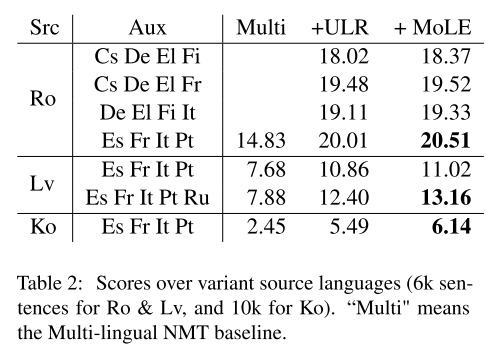 Src Aux Multi +ULR + MoLE
Cs De El Fi 18.02 18.37
Cs De El Fr 19.48 19.52
Ro
De El Fi It 19.11 19.33
Es Fr It Pt 14.83 20.01 20.51
Es Fr It Pt 7.68 10.86 11.02
Lv
Es Fr It Pt Ru 7.88 12.40 13.16
Ko Es Fr It Pt 2.45 5.49 6.14
Table 2: Scores over variant source languages (6k sen-
tences for Ro & Lv, and 10k for Ko). “Multi" means
the Multi-lingual NMT baseline.